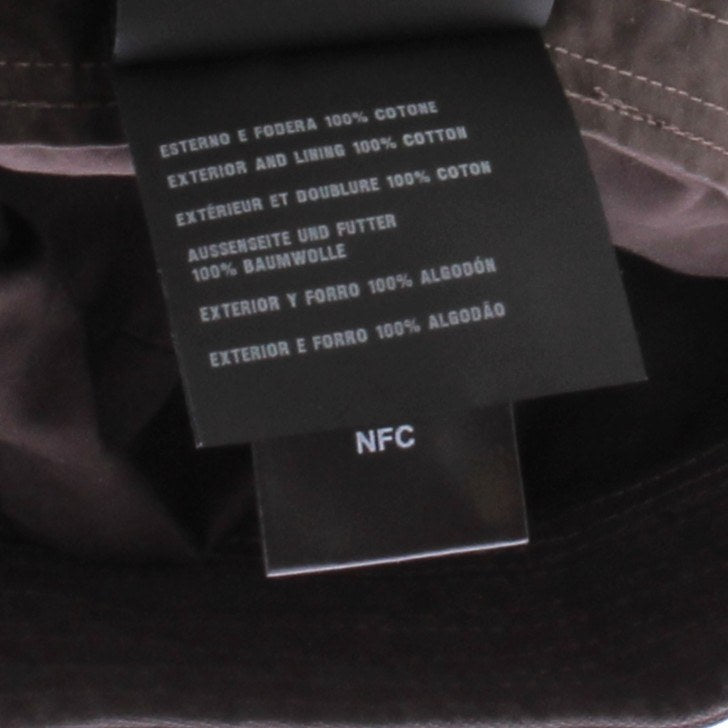 ESTERNO E FODERA 100% COTONE
EXTERIOR AND LINING 100% COTTON
EXTÉRIEUR ET DOUBLURE 100% COTON
AUSSENSEITE UND FUTTER
100% BAUMWOLLE
EXTERIOR Y FORRO 100% ALGODÓN
EXTERIOR E FORRO 100% ALGODÃO
NFC